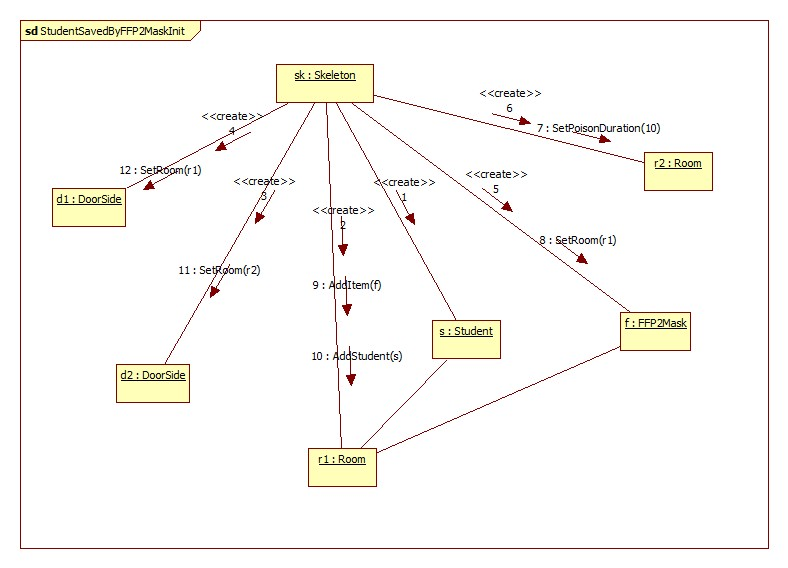 sd StudentSavedByFFP2MaskInit
sk : Skeleton
<<create>>
6
7 : SetPoisonDuration(10)
r2 : Room
<<create>>
4
12 : SetRoom(r1)
d1 : DoorSide
<<create>>
3
<<create>>
1
<<create>>
5
<<create>>
2
8 : SetRoom(r1)
11 : SetRoom(r2)
9 : AddItem(f)
f : FFP2Mask
s : Student
10 : AddStudent(s)
d2 : DoorSide
r1 : Room